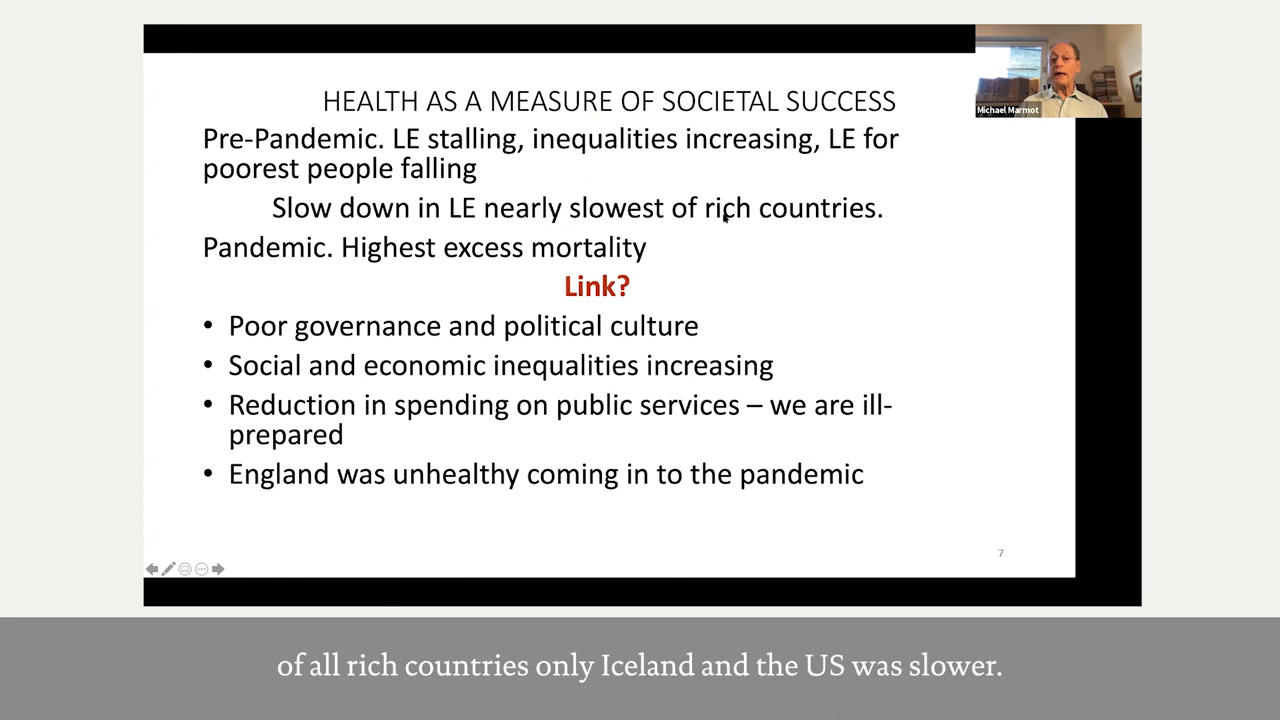 Michael Marmot
HEALTH AS A MEASURE OF SOCIETAL SUCCESS
Pre-Pandemic. LE stalling, inequalities increasing, LE for
poorest people falling
Slow down in LE nearly slowest of rich countries.
Pandemic. Highest excess mortality
Link?
• Poor governance and political culture
• Social and economic inequalities increasing
• Reduction in spending on public services – we are ill-
prepared
• England was unhealthy coming in to the pandemic
7
of all rich countries only Iceland and the US was slower.